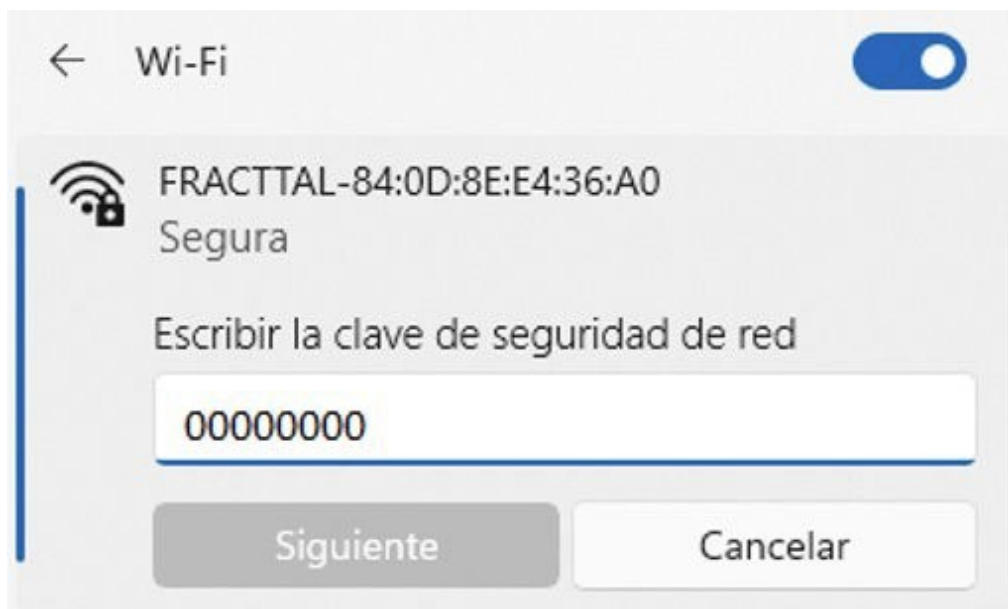 Wi-Fi
FRACTTAL-84:0D:8E:E4:36:A0
Segura
Escribir la clave de seguridad de red
00000000
Siguiente
Cancelar